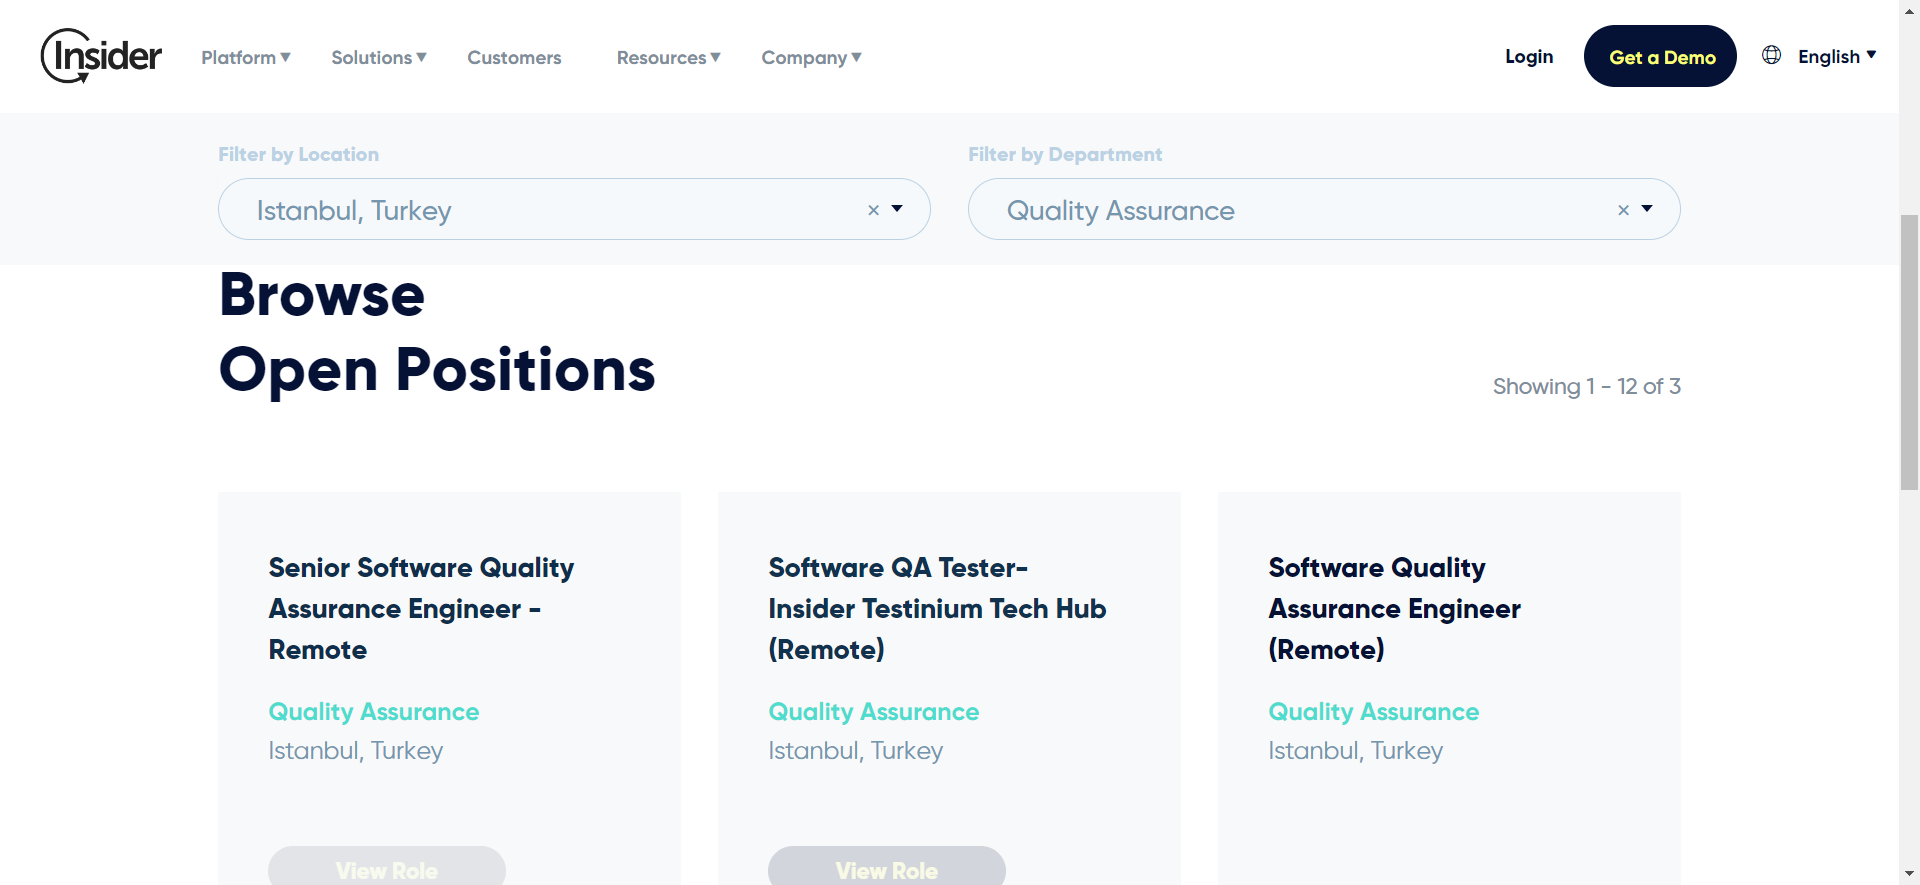 Insider
Platform
Solutions
Customers
Resources
Company
Login
Get a Demo
English
Filter by Location
Filter by Department
Istanbul, Turkey ×
Quality Assurance ×
Browse
Open Positions
Showing 1 - 12 of 3
Senior Software Quality
Assurance Engineer -
Remote
Quality Assurance
Istanbul, Turkey
View Role
Software QA Tester-
Insider Testinium Tech Hub
(Remote)
Quality Assurance
Istanbul, Turkey
View Role
Software Quality
Assurance Engineer
(Remote)
Quality Assurance
Istanbul, Turkey